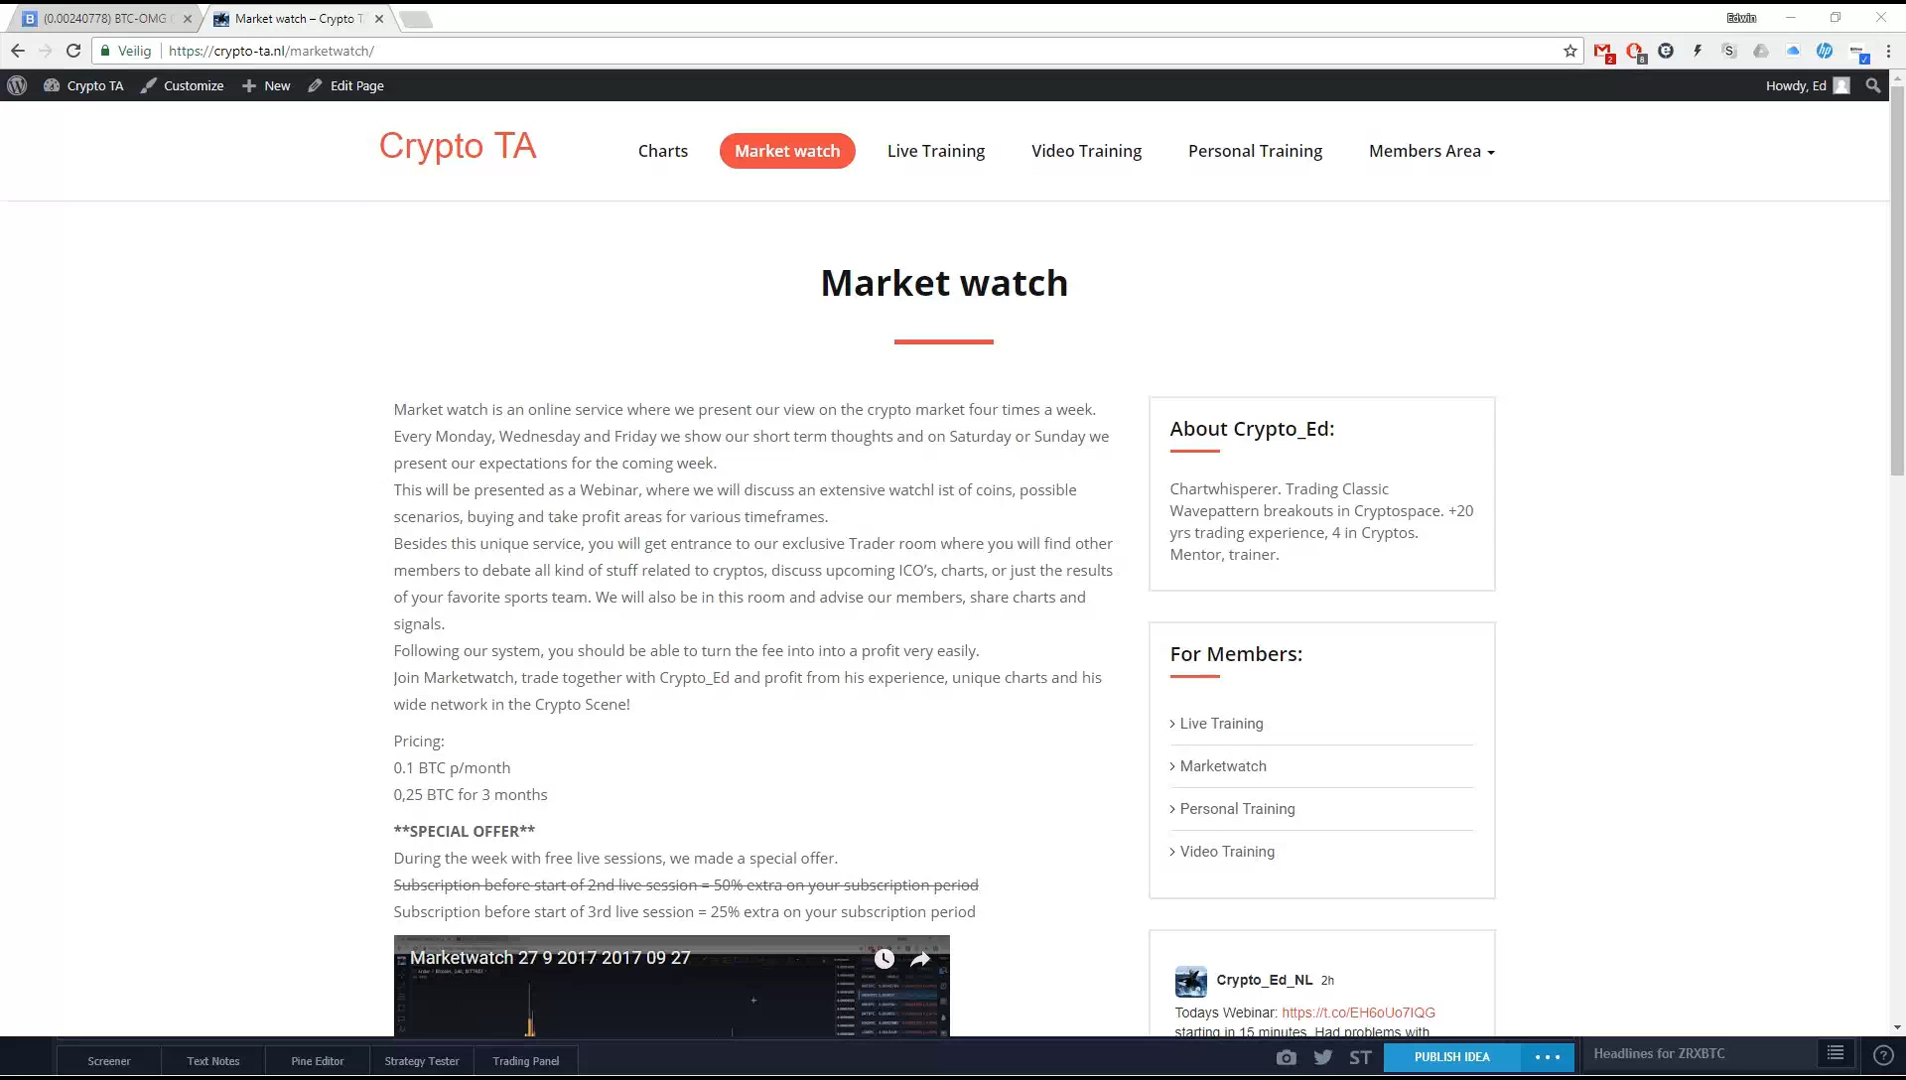 (0.00240778) BTC-OMG
Market watch – Crypto T
Edwin
Veilig
https://crypto-ta.nl/marketwatch/
2
8
Crypto TA
Customize
New
Edit Page
Howdy, Ed
Crypto TA
Charts
Market watch
Live Training
Video Training
Personal Training
Members Area
Market watch
Market watch is an online service where we present our view on the crypto market four times a week.
Every Monday, Wednesday and Friday we show our short term thoughts and on Saturday or Sunday we
present our expectations for the coming week.
This will be presented as a Webinar, where we will discuss an extensive watchl ist of coins, possible
scenarios, buying and take profit areas for various timeframes.
Besides this unique service, you will get entrance to our exclusive Trader room where you will find other
members to debate all kind of stuff related to cryptos, discuss upcoming ICO’s, charts, or just the results
of your favorite sports team. We will also be in this room and advise our members, share charts and
signals.
Following our system, you should be able to turn the fee into into a profit very easily.
Join Marketwatch, trade together with Crypto_Ed and profit from his experience, unique charts and his
wide network in the Crypto Scene!
Pricing:
0.1 BTC p/month
0,25 BTC for 3 months
**SPECIAL OFFER**
During the week with free live sessions, we made a special offer.
Subscription before start of 2nd live session = 50% extra on your subscription period
Subscription before start of 3rd live session = 25% extra on your subscription period
Marketwatch 27 9 2017 2017 09 27
About Crypto_Ed:
Chartwhisperer. Trading Classic
Wavepattern breakouts in Cryptospace. +20
yrs trading experience, 4 in Cryptos.
Mentor, trainer.
For Members:
Live Training
Marketwatch
Personal Training
Video Training
Crypto_Ed_NL 2h
Todays Webinar: https://t.co/EH6oUo7IQG
starting in 15 minutes. Had problems with
Screener
Text Notes
Pine Editor
Strategy Tester
Trading Panel
ST
PUBLISH IDEA
Headlines for ZRXBTC